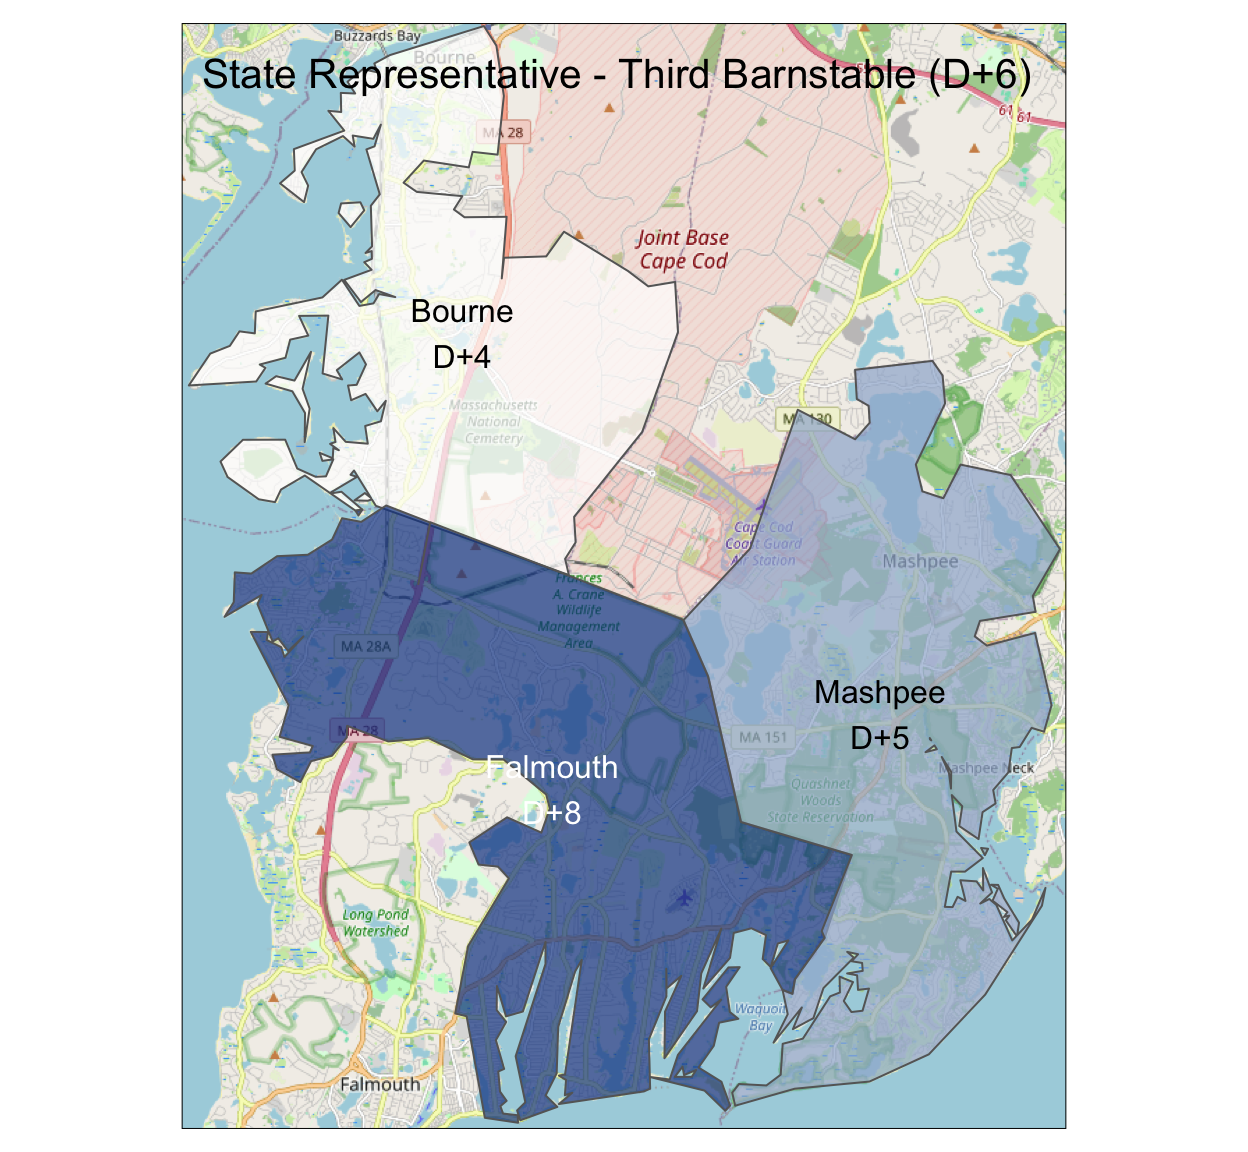 Buzzards Bay
Bourne
State Representative - Third Barnstable (D+6)
61 61
MA 28
Joint Base
Cape Cod
Bourne
D+4
Massachusetts
National
Cemetery
MA 130
Cape Cod
Coast Guard
Air Station
Mashpee
Frances
A. Crane
Wildlife
Management
Area
MA 28A
Mashpee
D+5
MA 28
MA 151
Falmouth
D+8
Mashpee Neck
Quashnet
Woods
State Reservation
Long Pond
Watershed
Waquoit
Bay
Falmouth